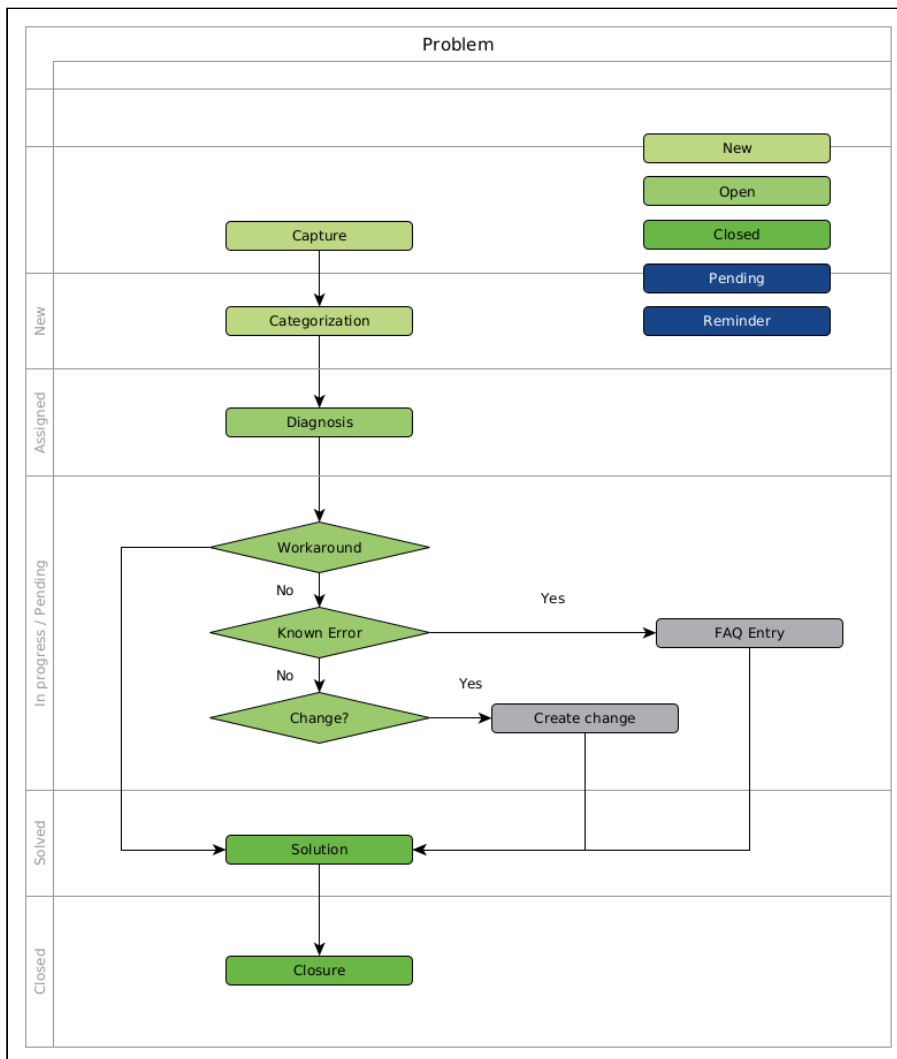 Problem
New
Open
Closed
Pending
Reminder
Capture
New
Categorization
Assigned
Diagnosis
In progress / Pending
Workaround
No
Yes
Known Error
FAQ Entry
No
Yes
Change?
Create change
Solved
Solution
Closed
Closure